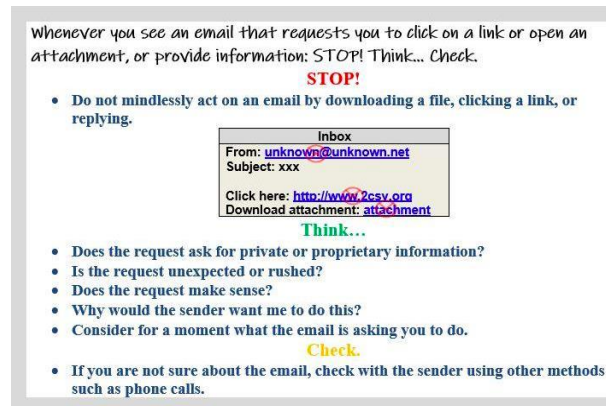 Whenever you see an email that requests you to click on a link or open an
attachment, or provide information: STOP! Think... Check.
STOP!
• Do not mindlessly act on an email by downloading a file, clicking a link, or
replying.
Inbox
From: unknown@unknown.net
Subject: xxx
Click here: http://www.2csv.org
Download attachment: attachment
Think…
• Does the request ask for private or proprietary information?
• Is the request unexpected or rushed?
• Does the request make sense?
• Why would the sender want me to do this?
• Consider for a moment what the email is asking you to do.
Check.
• If you are not sure about the email, check with the sender using other methods
such as phone calls.